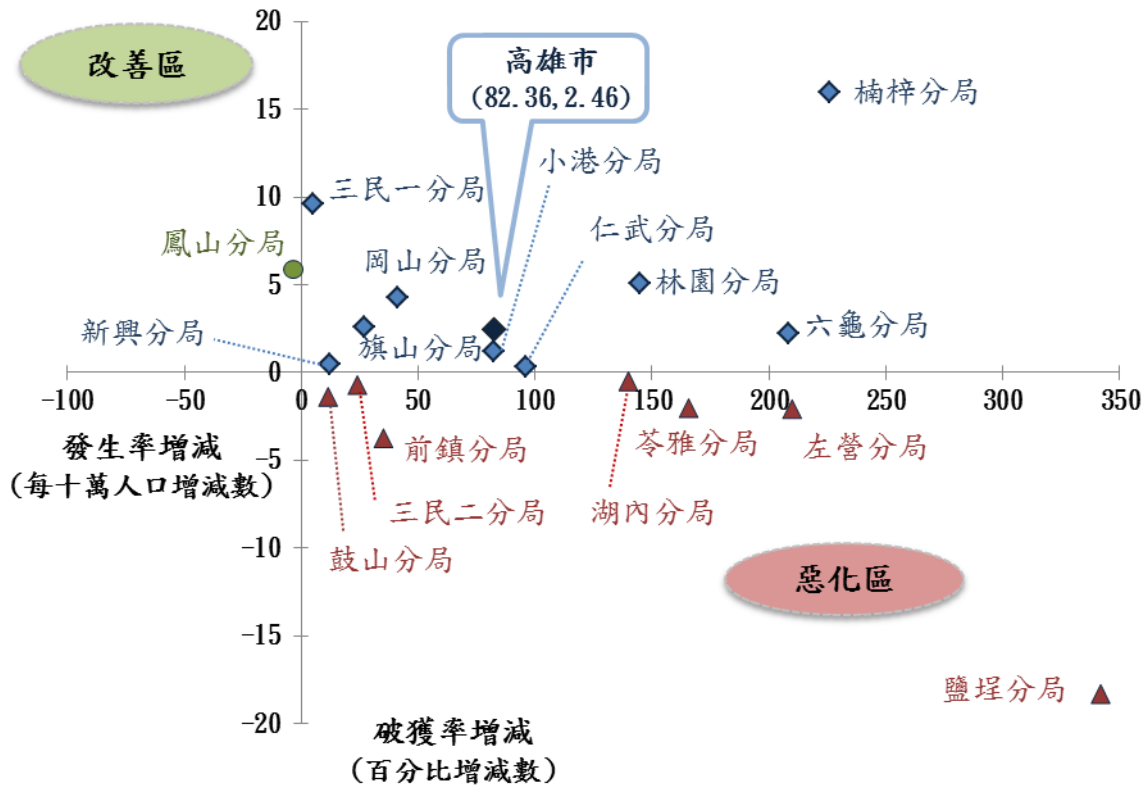 20
改善區
高雄市
(82.36,2.46)
15
楠梓分局
小港分局
10
三民一分局
仁武分局
鳳山分局
岡山分局
5
林園分局
新興分局
旗山分局
六龜分局
0
-100
-50
0
50
100
150
200
250
300
350
發生率增減
(每十萬人口增減數)
-5
前鎮分局
苓雅分局
左營分局
三民二分局
湖內分局
鼓山分局
-10
惡化區
-15
鹽埕分局
-20
破獲率增減
(百分比增減數)